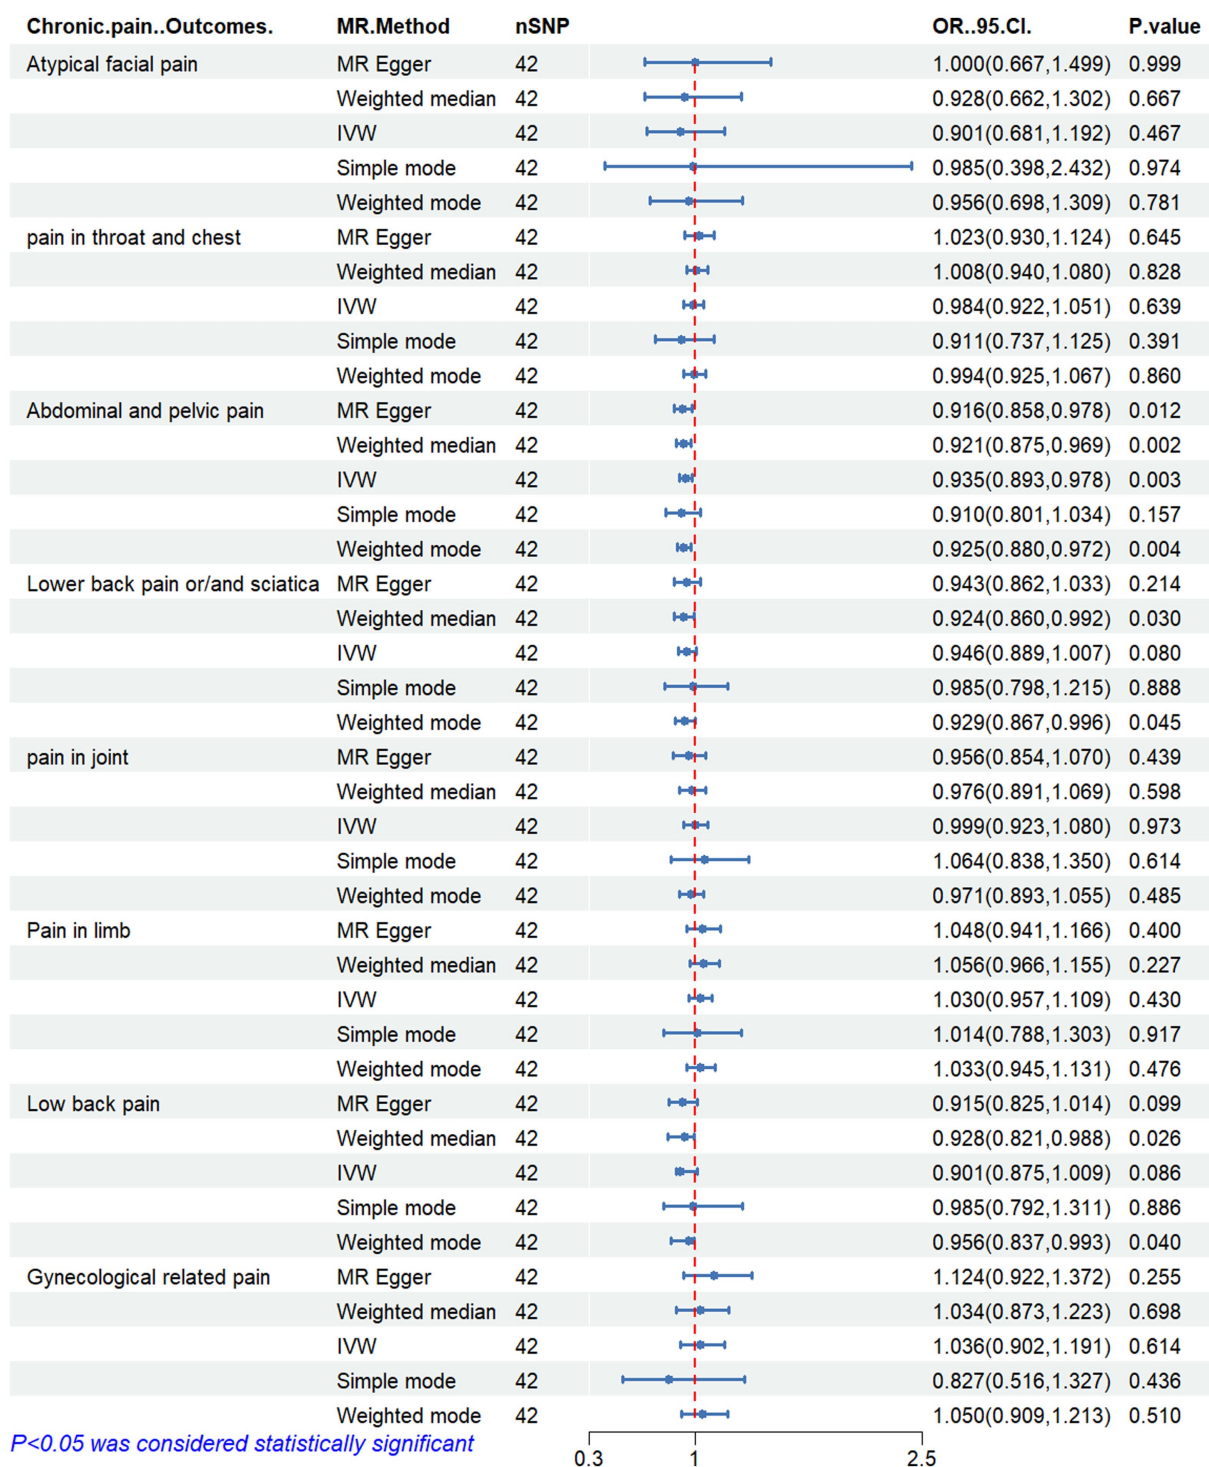 Chronic.pain..Outcomes. MR.Method nSNP OR..95.CI. P.value
Atypical facial pain MR Egger 42 1.000(0.667,1.499) 0.999
Weighted median 42 0.928(0.662,1.302) 0.667
IVW 42 0.901(0.681,1.192) 0.467
Simple mode 42 0.985(0.398,2.432) 0.974
Weighted mode 42 0.956(0.698,1.309) 0.781
pain in throat and chest MR Egger 42 1.023(0.930,1.124) 0.645
Weighted median 42 1.008(0.940,1.080) 0.828
IVW 42 0.984(0.922,1.051) 0.639
Simple mode 42 0.911(0.737,1.125) 0.391
Weighted mode 42 0.994(0.925,1.067) 0.860
Abdominal and pelvic pain MR Egger 42 0.916(0.858,0.978) 0.012
Weighted median 42 0.921(0.875,0.969) 0.002
IVW 42 0.935(0.893,0.978) 0.003
Simple mode 42 0.910(0.801,1.034) 0.157
Weighted mode 42 0.925(0.880,0.972) 0.004
Lower back pain or/and sciatica MR Egger 42 0.943(0.862,1.033) 0.214
Weighted median 42 0.924(0.860,0.992) 0.030
IVW 42 0.946(0.889,1.007) 0.080
Simple mode 42 0.985(0.798,1.215) 0.888
Weighted mode 42 0.929(0.867,0.996) 0.045
pain in joint MR Egger 42 0.956(0.854,1.070) 0.439
Weighted median 42 0.976(0.891,1.069) 0.598
IVW 42 0.999(0.923,1.080) 0.973
Simple mode 42 1.064(0.838,1.350) 0.614
Weighted mode 42 0.971(0.893,1.055) 0.485
Pain in limb MR Egger 42 1.048(0.941,1.166) 0.400
Weighted median 42 1.056(0.966,1.155) 0.227
IVW 42 1.030(0.957,1.109) 0.430
Simple mode 42 1.014(0.788,1.303) 0.917
Weighted mode 42 1.033(0.945,1.131) 0.476
Low back pain MR Egger 42 0.915(0.825,1.014) 0.099
Weighted median 42 0.928(0.821,0.988) 0.026
IVW 42 0.901(0.875,1.009) 0.086
Simple mode 42 0.985(0.792,1.311) 0.886
Weighted mode 42 0.956(0.837,0.993) 0.040
Gynecological related pain MR Egger 42 1.124(0.922,1.372) 0.255
Weighted median 42 1.034(0.873,1.223) 0.698
IVW 42 1.036(0.902,1.191) 0.614
Simple mode 42 0.827(0.516,1.327) 0.436
Weighted mode 42 1.050(0.909,1.213) 0.510
P<0.05 was considered statistically significant
0.3 1 2.5